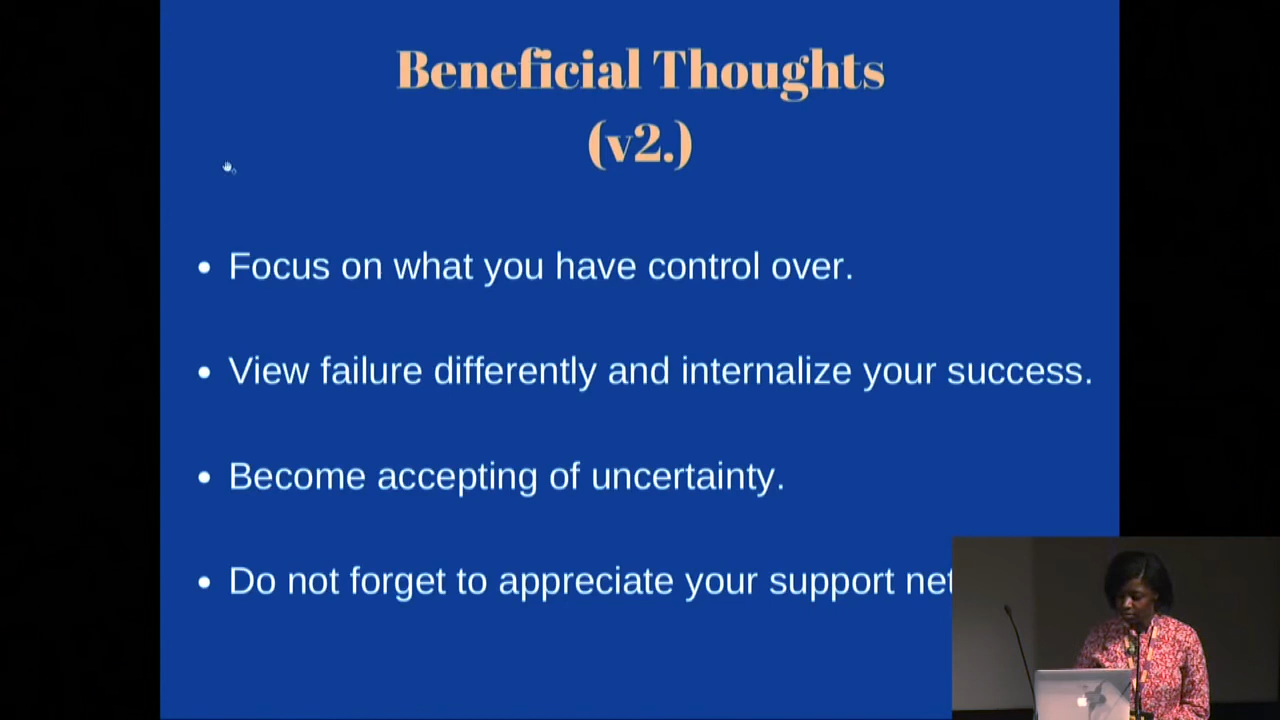 Beneficial Thoughts
(v2.)
Focus on what you have control over.
View failure differently and internalize your success.
Become accepting of uncertainty.
Do not forget to appreciate your support